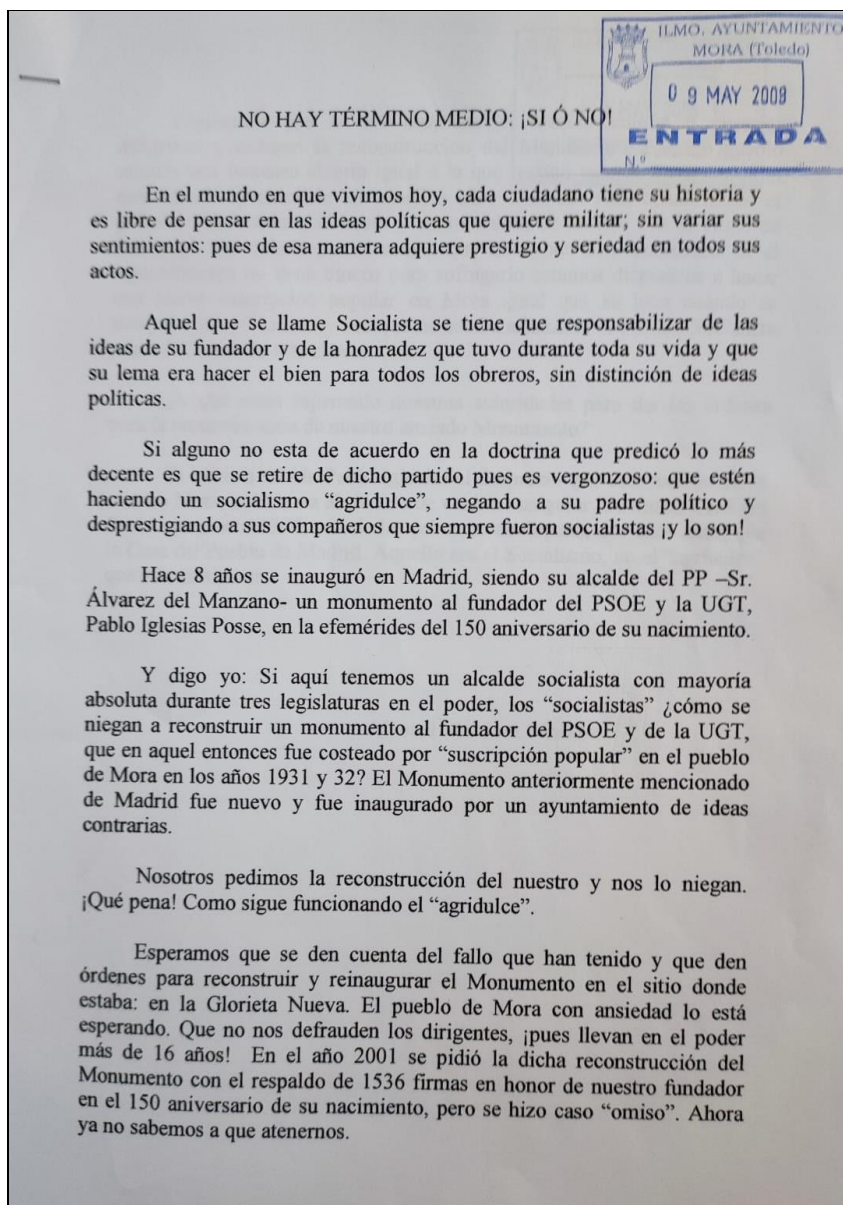 ILMO. AYUNTAMIENTO
MORA (Toledo)
0 9 MAY 2008
ENTRADA
N.º
NO HAY TÉRMINO MEDIO: ¡SI Ó NO!
En el mundo en que vivimos hoy, cada ciudadano tiene su historia y
es libre de pensar en las ideas políticas que quiere militar; sin variar sus
sentimientos: pues de esa manera adquiere prestigio y seriedad en todos sus
actos.
Aquel que se llame Socialista se tiene que responsabilizar de las
ideas de su fundador y de la honradez que tuvo durante toda su vida y que
su lema era hacer el bien para todos los obreros, sin distinción de ideas
políticas.
Si alguno no esta de acuerdo en la doctrina que predicó lo más
decente es que se retire de dicho partido pues es vergonzoso: que estén
haciendo un socialismo “agridulce”, negando a su padre político y
desprestigiando a sus compañeros que siempre fueron socialistas ¡y lo son!
Hace 8 años se inauguró en Madrid, siendo su alcalde del PP –Sr.
Álvarez del Manzano- un monumento al fundador del PSOE y la UGT,
Pablo Iglesias Posse, en la efemérides del 150 aniversario de su nacimiento.
Y digo yo: Si aquí tenemos un alcalde socialista con mayoría
absoluta durante tres legislaturas en el poder, los “socialistas” ¿cómo se
niegan a reconstruir un monumento al fundador del PSOE y de la UGT,
que en aquel entonces fue costeado por “suscripción popular” en el pueblo
de Mora en los años 1931 y 32? El Monumento anteriormente mencionado
de Madrid fue nuevo y fue inaugurado por un ayuntamiento de ideas
contrarias.
Nosotros pedimos la reconstrucción del nuestro y nos lo niegan.
¡Qué pena! Como sigue funcionando el “agridulce”.
Esperamos que se den cuenta del fallo que han tenido y que den
órdenes para reconstruir y reinaugurar el Monumento en el sitio donde
estaba: en la Glorieta Nueva. El pueblo de Mora con ansiedad lo está
esperando. Que no nos defrauden los dirigentes, ¡pues llevan en el poder
más de 16 años! En el año 2001 se pidió la dicha reconstrucción del
Monumento con el respaldo de 1536 firmas en honor de nuestro fundador
en el 150 aniversario de su nacimiento, pero se hizo caso “omiso”. Ahora
ya no sabemos a que atenernos.